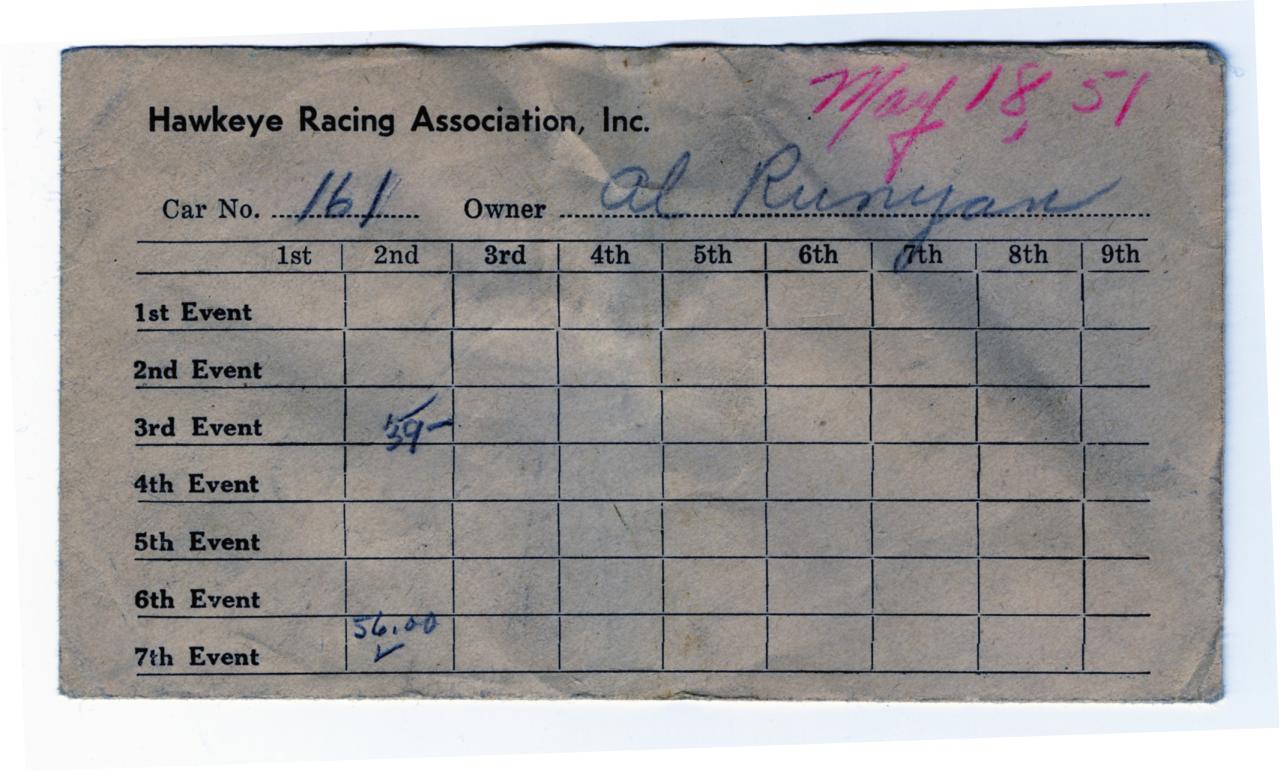 May 18, 51
Hawkeye Racing Association, Inc.
Car No. 161 Owner Al Runyan
1st 2nd 3rd 4th 5th 6th 7th 8th 9th
1st Event
2nd Event
3rd Event 39-
4th Event
5th Event
6th Event
56.00
7th Event